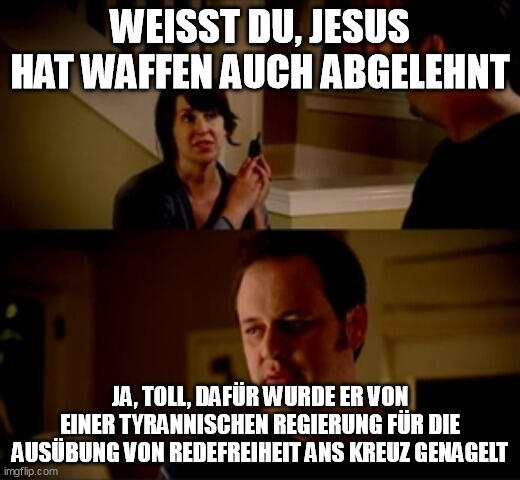 WEISST DU, JESUS
HAT WAFFEN AUCH ABGELEHNT
JA, TOLL, DAFÜR WURDE ER VON
EINER TYRANNISCHEN REGIERUNG FÜR DIE
AUSÜBUNG VON REDEFREIHEIT ANS KREUZ GENAGELT
imgflip.com